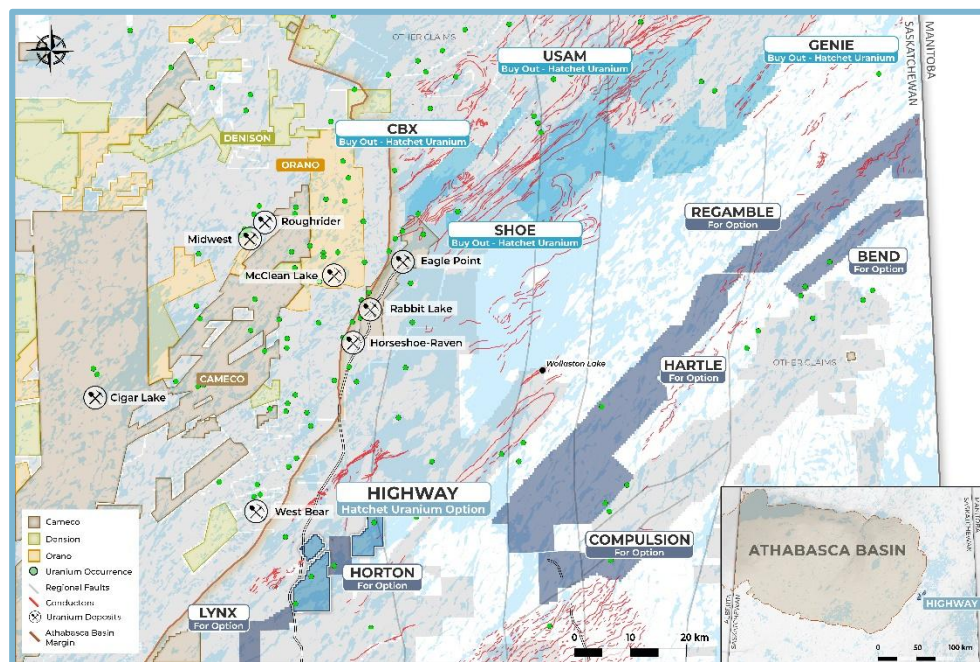 OTHER CLAIMS
USAM
Buy Out - Hatchet Uranium
GENIE
Buy Out - Hatchet Uranium
MANITOBA
SASKATCHEWAN
CBX
Buy Out - Hatchet Uranium
DENISON
ORANO
Roughrider
Midwest
McClean Lake
SHOE
Buy Out - Hatchet Uranium
Eagle Point
REGAMBLE
For Option
BEND
For Option
Rabbit Lake
Horseshoe-Raven
Wollaston Lake
HARTLE
For Option
OTHER CLAIMS
CAMECO
Cigar Lake
West Bear
HIGHWAY
Hatchet Uranium Option
COMPULSION
For Option
HORTON
For Option
LYNX
For Option
Cameco
Denison
Orano
Uranium Occurrence
Regional Faults
Conductors
Uranium Deposits
Athabasca Basin
Margin
0 10 20 km
ATHABASCA BASIN
HIGHWAY
ALBERTA
SASKATCHEWAN
MANITOBA
SASKATCHEWAN
0 50 100 km